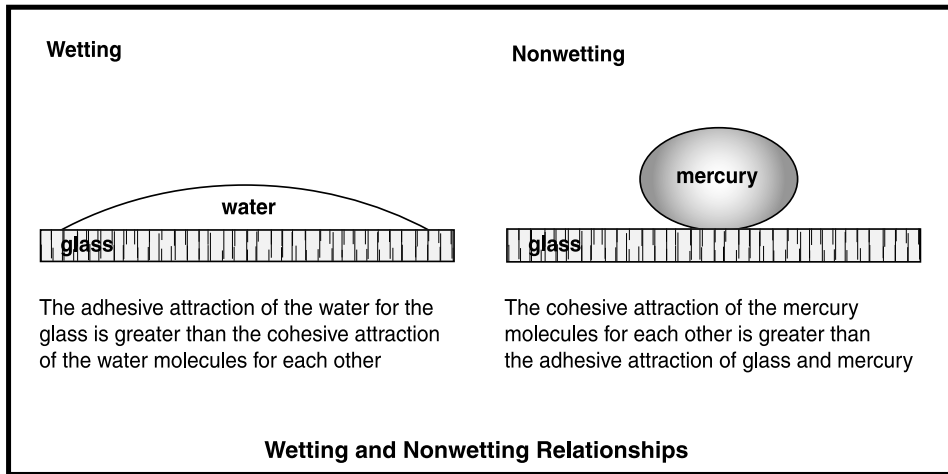 Wetting
water
glass
The adhesive attraction of the water for the
glass is greater than the cohesive attraction
of the water molecules for each other
Nonwetting
mercury
glass
The cohesive attraction of the mercury
molecules for each other is greater than
the adhesive attraction of glass and mercury
Wetting and Nonwetting Relationships